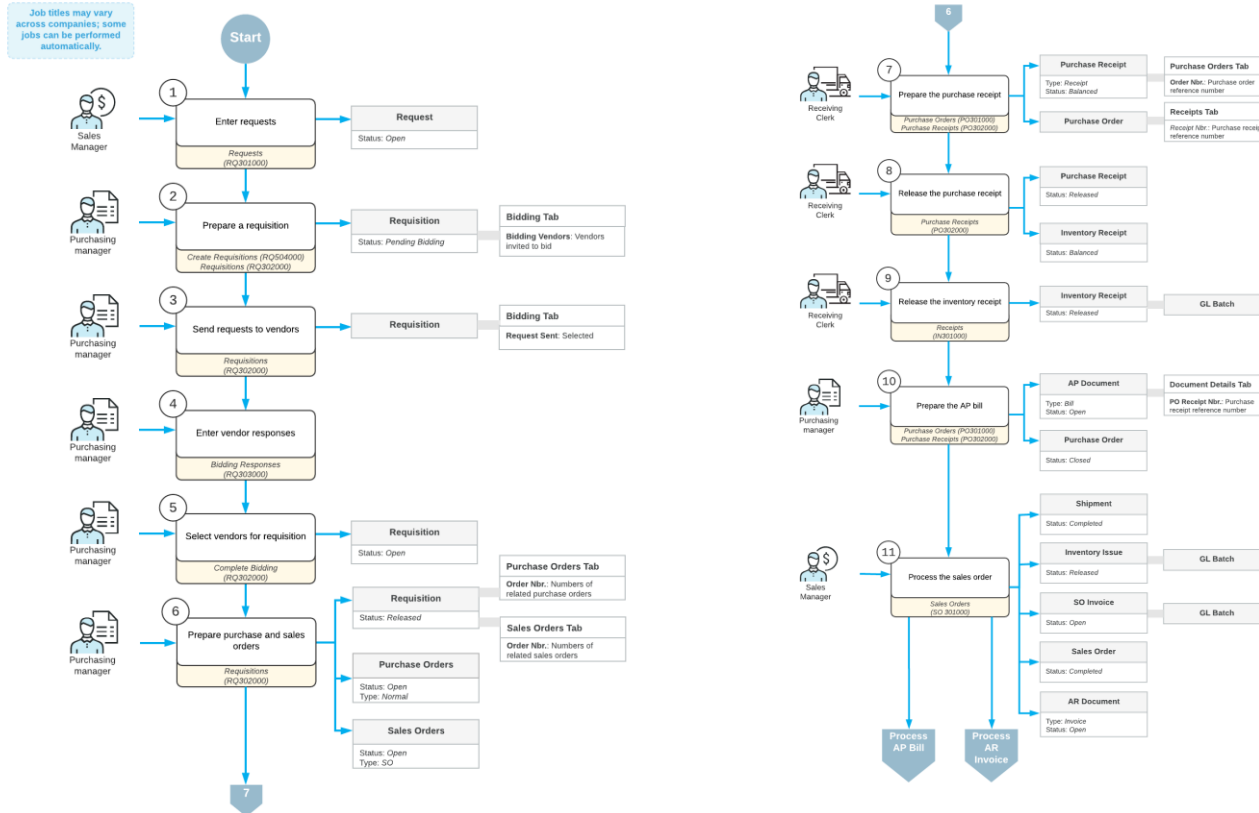 Job titles may vary
across companies; some
jobs can be performed
automatically.
Start
1
Sales
Manager
Enter requests
Requests
(RQ301000)
Request
Status: Open
2
Purchasing
manager
Prepare a requisition
Create Requisitions (RQ504000)
Requisitions (RQ302000)
Requisition
Status: Pending Bidding
Bidding Tab
Bidding Vendors: Vendors
invited to bid
3
Purchasing
manager
Send requests to vendors
Requisitions
(RQ302000)
Requisition
Bidding Tab
Request Sent: Selected
4
Purchasing
manager
Enter vendor responses
Bidding Responses
(RQ303000)
5
Purchasing
manager
Select vendors for requisition
Complete Bidding
(RQ302000)
Requisition
Status: Open
6
Purchasing
manager
Prepare purchase and sales
orders
Requisitions
(RQ302000)
Requisition
Status: Released
Purchase Orders Tab
Order Nbr.: Numbers of
related purchase orders
Sales Orders Tab
Order Nbr.: Numbers of
related sales orders
Purchase Orders
Status: Open
Type: Normal
Sales Orders
Status: Open
Type: SO
7
6
7
Receiving
Clerk
Prepare the purchase receipt
Purchase Orders (PO301000)
Purchase Receipts (PO302000)
Purchase Receipt
Type: Receipt
Status: Balanced
Purchase Orders Tab
Order Nbr.: Purchase order
reference number
Purchase Order
Receipts Tab
Receipt Nbr.: Purchase receip
reference number
8
Receiving
Clerk
Release the purchase receipt
Purchase Receipts
(PO302000)
Purchase Receipt
Status: Released
Inventory Receipt
Status: Balanced
9
Receiving
Clerk
Release the inventory receipt
Receipts
(IN301000)
Inventory Receipt
Status: Released
GL Batch
10
Purchasing
manager
Prepare the AP bill
Purchase Orders (PO301000)
Purchase Receipts (PO302000)
AP Document
Type: Bill
Status: Open
Document Details Tab
PO Receipt Nbr.: Purchase
receipt reference number
Purchase Order
Status: Closed
11
Sales
Manager
Process the sales order
Sales Orders
(SO 301000)
Shipment
Status: Completed
Inventory Issue
Status: Released
GL Batch
SO Invoice
Status: Open
GL Batch
Sales Order
Status: Completed
AR Document
Type: Invoice
Status: Open
Process
AP Bill
Process
AR
Invoice